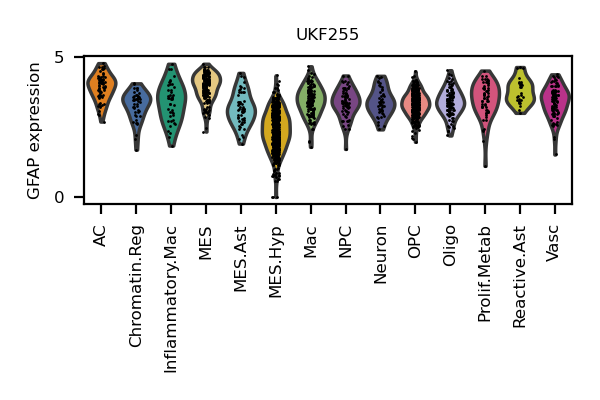 UKF255
GFAP expression
5
0
AC
Chromatin.Reg
Inflammatory.Mac
MES
MES.Ast
MES.Hyp
Mac
NPC
Neuron
OPC
Oligo
Prolif.Metab
Reactive.Ast
Vasc